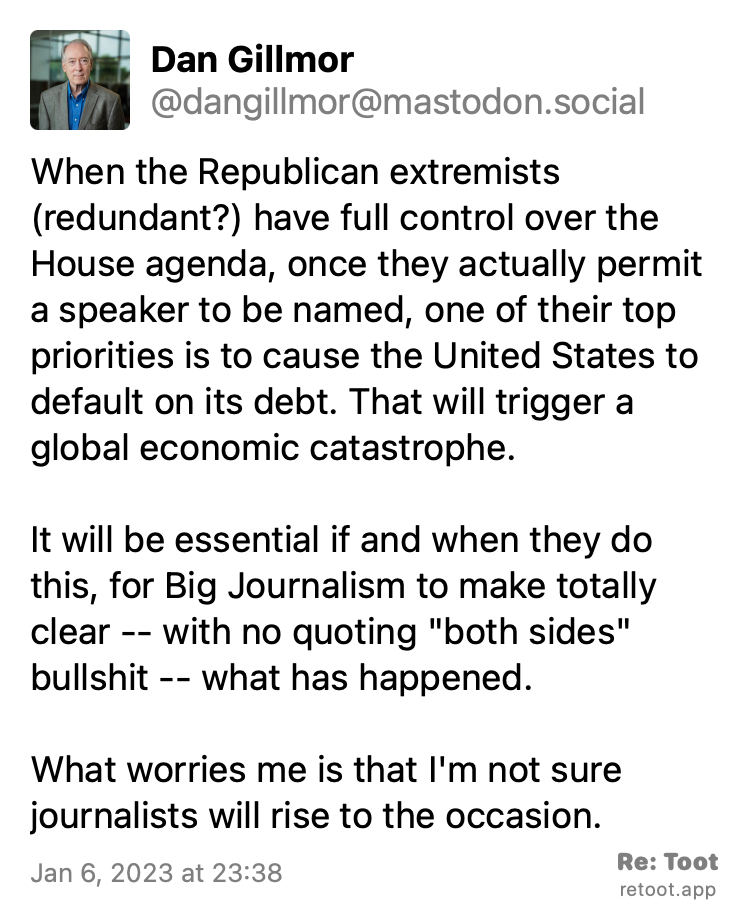 Dan Gillmor
@dangillmor@mastodon.social
When the Republican extremists
(redundant?) have full control over the
House agenda, once they actually permit
a speaker to be named, one of their top
priorities is to cause the United States to
default on its debt. That will trigger a
global economic catastrophe.
It will be essential if and when they do
this, for Big Journalism to make totally
clear -- with no quoting "both sides"
bullshit -- what has happened.
What worries me is that I'm not sure
journalists will rise to the occasion.
Jan 6, 2023 at 23:38
Re: Toot
retoot.app